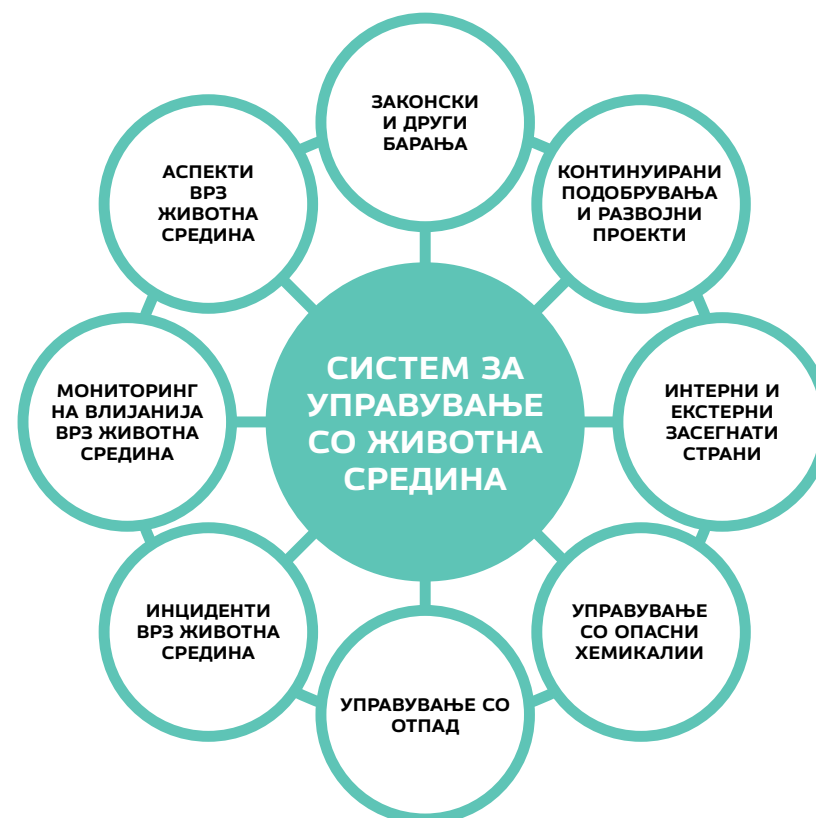 ЗАКОНСКИ
И ДРУГИ
БАРАЊА
КОНТИНУИРАНИ
ПОДОБРУВАЊА
И РАЗВОЈНИ
ПРОЕКТИ
ИНТЕРНИ И
ЕКСТЕРНИ
ЗАСЕГНАТИ
СТРАНИ
УПРАВУВАЊЕ
СО ОПАСНИ
ХЕМИКАЛИИ
УПРАВУВАЊЕ СО
ОТПАД
ИНЦИДЕНТИ
ВРЗ ЖИВОТНА
СРЕДИНА
МОНИТОРИНГ
НА ВЛИЈАНИЈА
ВРЗ ЖИВОТНА
СРЕДИНА
АСПЕКТИ
ВРЗ
ЖИВОТНА
СРЕДИНА
СИСТЕМ ЗА
УПРАВУВАЊЕ
СО ЖИВОТНА
СРЕДИНА